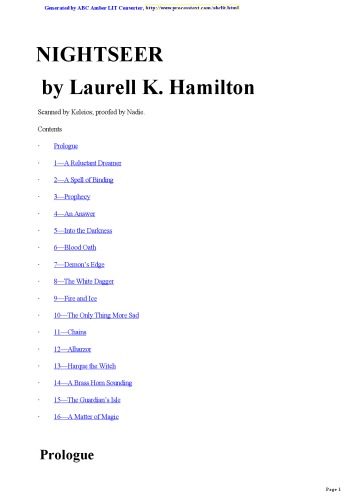 Generated by ABC Amber LIT Converter, http://www.processtext.com/abclit.html
NIGHTSEER
by Laurell K. Hamilton
Scanned by Keleios, proofed by Nadie.
Contents
· Prologue
· 1—A Reluctant Dreamer
· 2—A Spell of Binding
· 3—Prophecy
· 4—An Answer
· 5—Into the Darkness
· 6—Blood Oath
· 7—Demon's Edge
· 8—The White Dagger
· 9—Fire and Ice
· 10—The Only Thing More Sad
· 11—Chains
· 12—Alharzor
· 13—Harque the Witch
· 14—A Brass Horn Sounding
· 15—The Guardian's Isle
· 16—A Matter of Magic
Prologue
Page 1